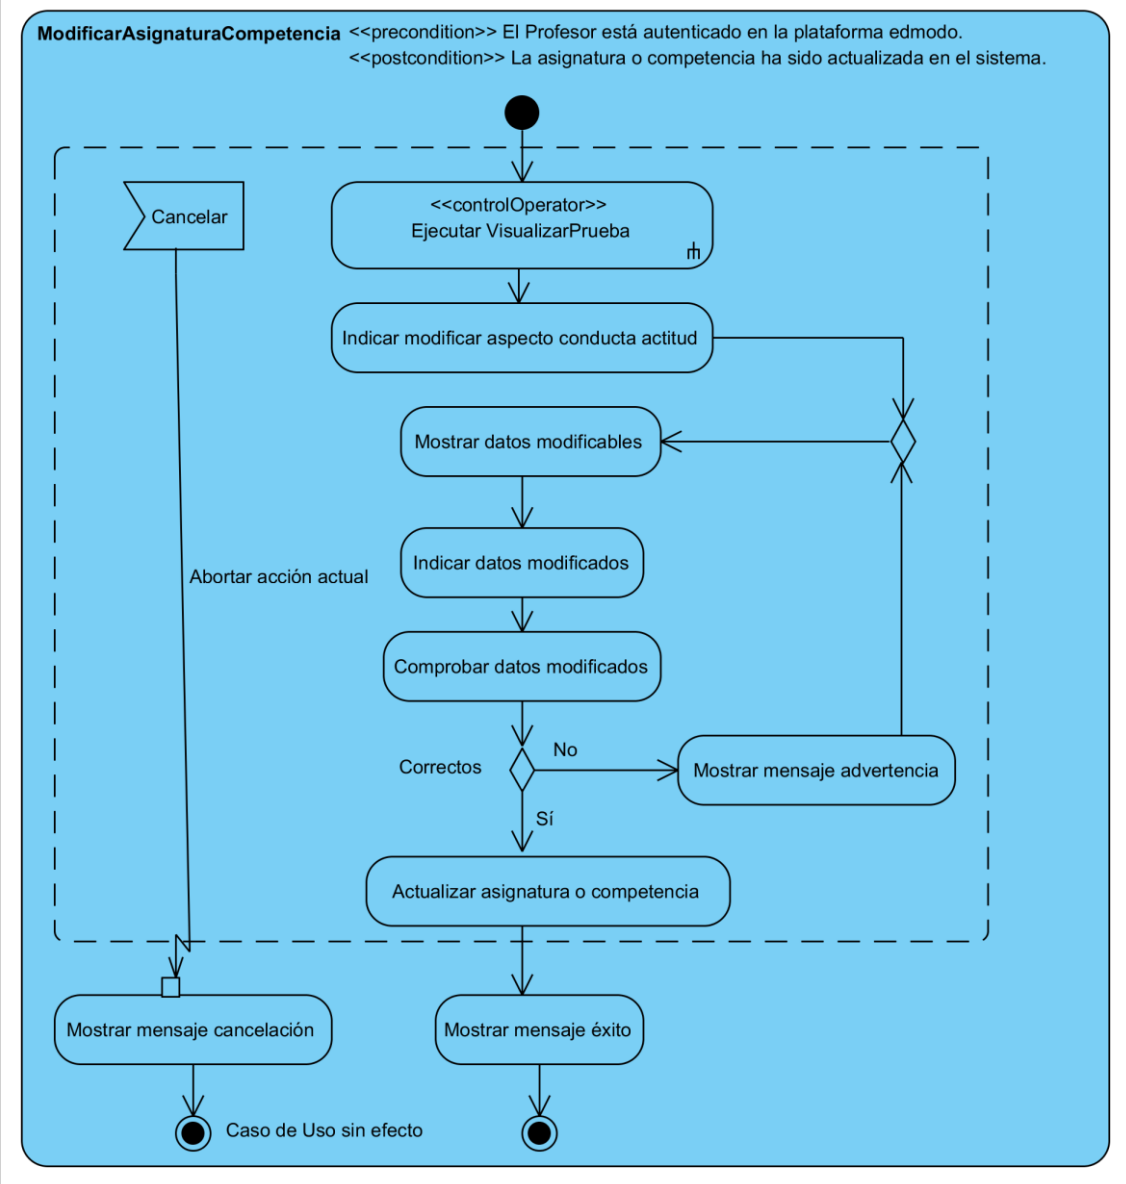 ModificarAsignaturaCompetencia <<precondition>> El Profesor está autenticado en la plataforma edmodo.
<<postcondition>> La asignatura o competencia ha sido actualizada en el sistema.
Cancelar
<<controlOperator>>
Ejecutar VisualizarPrueba
Indicar modificar aspecto conducta actitud
Mostrar datos modificables
Indicar datos modificados
Abortar acción actual
Comprobar datos modificados
Correctos
No
Mostrar mensaje advertencia
Sí
Actualizar asignatura o competencia
Mostrar mensaje cancelación
Mostrar mensaje éxito
Caso de Uso sin efecto